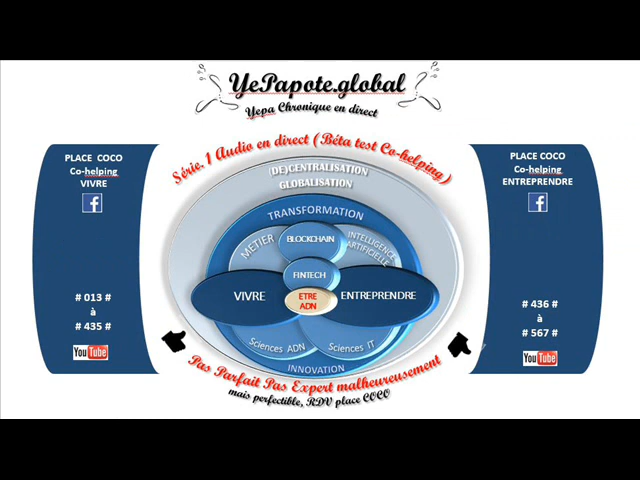 YePapote.global
Yepa Chronique en direct
Série, 1 Audio en direct (Béta test Co-helping)
PLACE COCO
Co-helping
VIVRE
# 013 #
à
# 435 #
YouTube
(DE)CENTRALISATION
GLOBALISATION
TRANSFORMATION
METIER
BLOCKCHAIN
INTELLIGENCE
ARTIFICIELLE
FINTECH
VIVRE
ETRE
ADN
ENTREPRENDRE
Sciences ADN
Sciences IT
INNOVATION
Pas Parfait Pas Expert malheureusement
mais perfectible, RDV place COCO
PLACE COCO
Co-helping
ENTREPRENDRE
# 436 #
à
# 567 #
YouTube